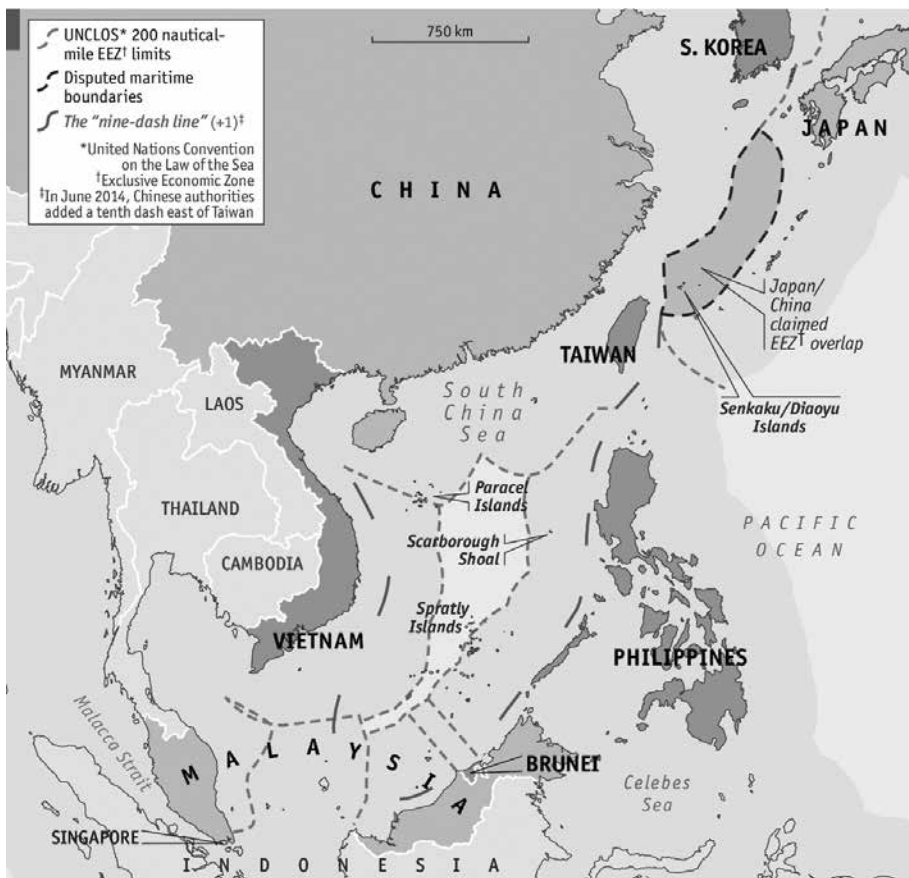 UNCLOS* 200 nautical-
mile EEZ† limits
Disputed maritime
boundaries
The "nine-dash line" (+1)‡
*United Nations Convention
on the Law of the Sea
†Exclusive Economic Zone
‡In June 2014, Chinese authorities
added a tenth dash east of Taiwan
750 km
S. KOREA
JAPAN
CHINA
Japan/
China
claimed
EEZ† overlap
TAIWAN
MYANMAR
LAOS
South
China
Sea
Senkaku/Diaoyu
Islands
Paracel
Islands
THAILAND
Scarborough
Shoal
PACIFIC
OCEAN
CAMBODIA
Spratly
Islands
VIETNAM
PHILIPPINES
Malacca Strait
MALAYSIA
BRUNEI
Celebes
Sea
SINGAPORE
INDONESIA